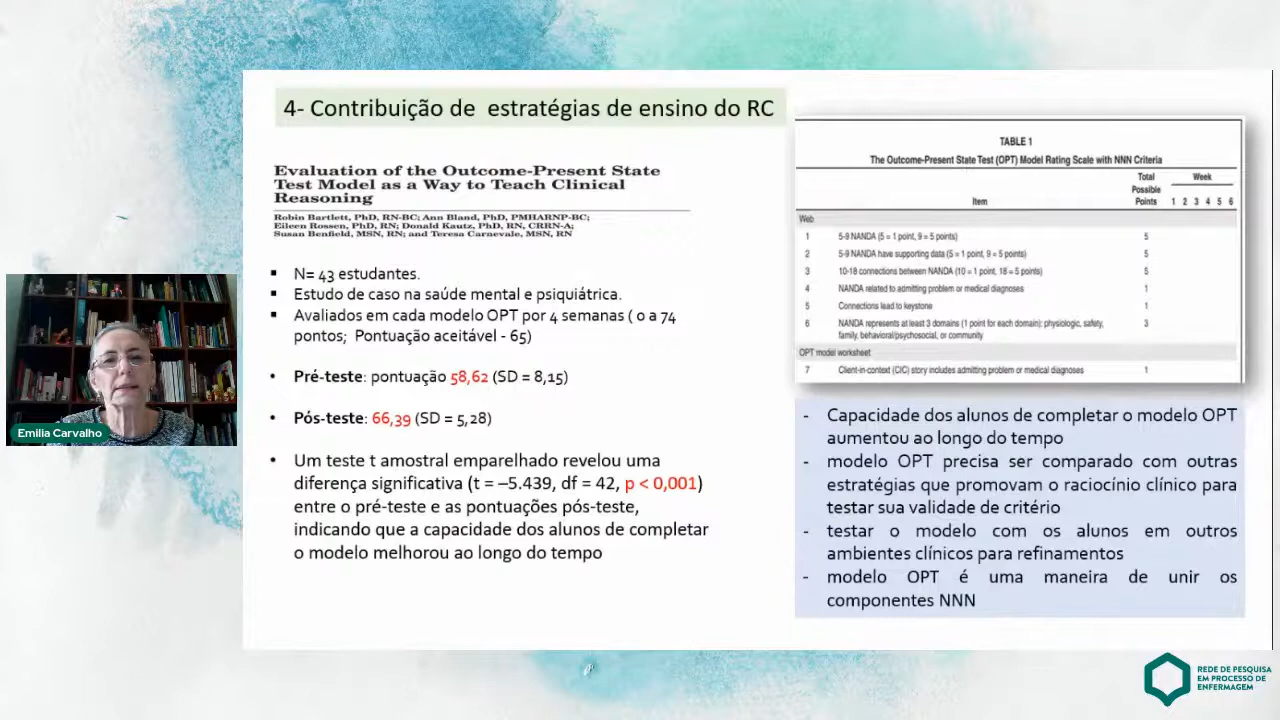 4- Contribuição de estratégias de ensino do RC
Evaluation of the Outcome-Present State
Test Model as a Way to Teach Clinical
Reasoning
Robin Bartlett, PhD, RN-BC; Ann Bland, PhD, PMHARNP-BC;
Eileen Rossen, PhD, RN; Donald Kautz, PhD, RN, CRRN-A;
Susan Benfield, MSN, RN; and Teresa Carnevale, MSN, RN
▪ N= 43 estudantes.
▪ Estudo de caso na saúde mental e psiquiátrica.
▪ Avaliados em cada modelo OPT por 4 semanas ( 0 a 74
pontos; Pontuação aceitável - 65)
• Pré-teste: pontuação 58,62 (SD = 8,15)
• Pós-teste: 66,39 (SD = 5,28)
• Um teste t amostral emparelhado revelou uma
diferença significativa (t = –5.439, df = 42, p < 0,001)
entre o pré-teste e as pontuações pós-teste,
indicando que a capacidade dos alunos de completar
o modelo melhorou ao longo do tempo
TABLE 1
The Outcome-Present State Test (OPT) Model Rating Scale with NNN Criteria
Total Week
Possible
Item Points 1 2 3 4 5 6
Web
1 5-9 NANDA (5 = 1 point, 9 = 5 points) 5
2 5-9 NANDA have supporting data (5 = 1 point, 9 = 5 points) 5
3 10-18 connections between NANDA (10 = 1 point, 18 = 5 points) 5
4 NANDA related to admitting problem or medical diagnoses 1
5 Connections lead to keystone 1
6 NANDA represents at least 3 domains (1 point for each domain): physiologic, safety, 3
family, behavioral/psychosocial, or community
OPT model worksheet
7 Client-in-context (CIC) story includes admitting problem or medical diagnoses 1
- Capacidade dos alunos de completar o modelo OPT
aumentou ao longo do tempo
- modelo OPT precisa ser comparado com outras
estratégias que promovam o raciocínio clínico para
testar sua validade de critério
- testar o modelo com os alunos em outros
ambientes clínicos para refinamentos
- modelo OPT é uma maneira de unir os
componentes NNN
Emilia Carvalho
REDE DE PESQUISA
EM PROCESSO DE
ENFERMAGEM